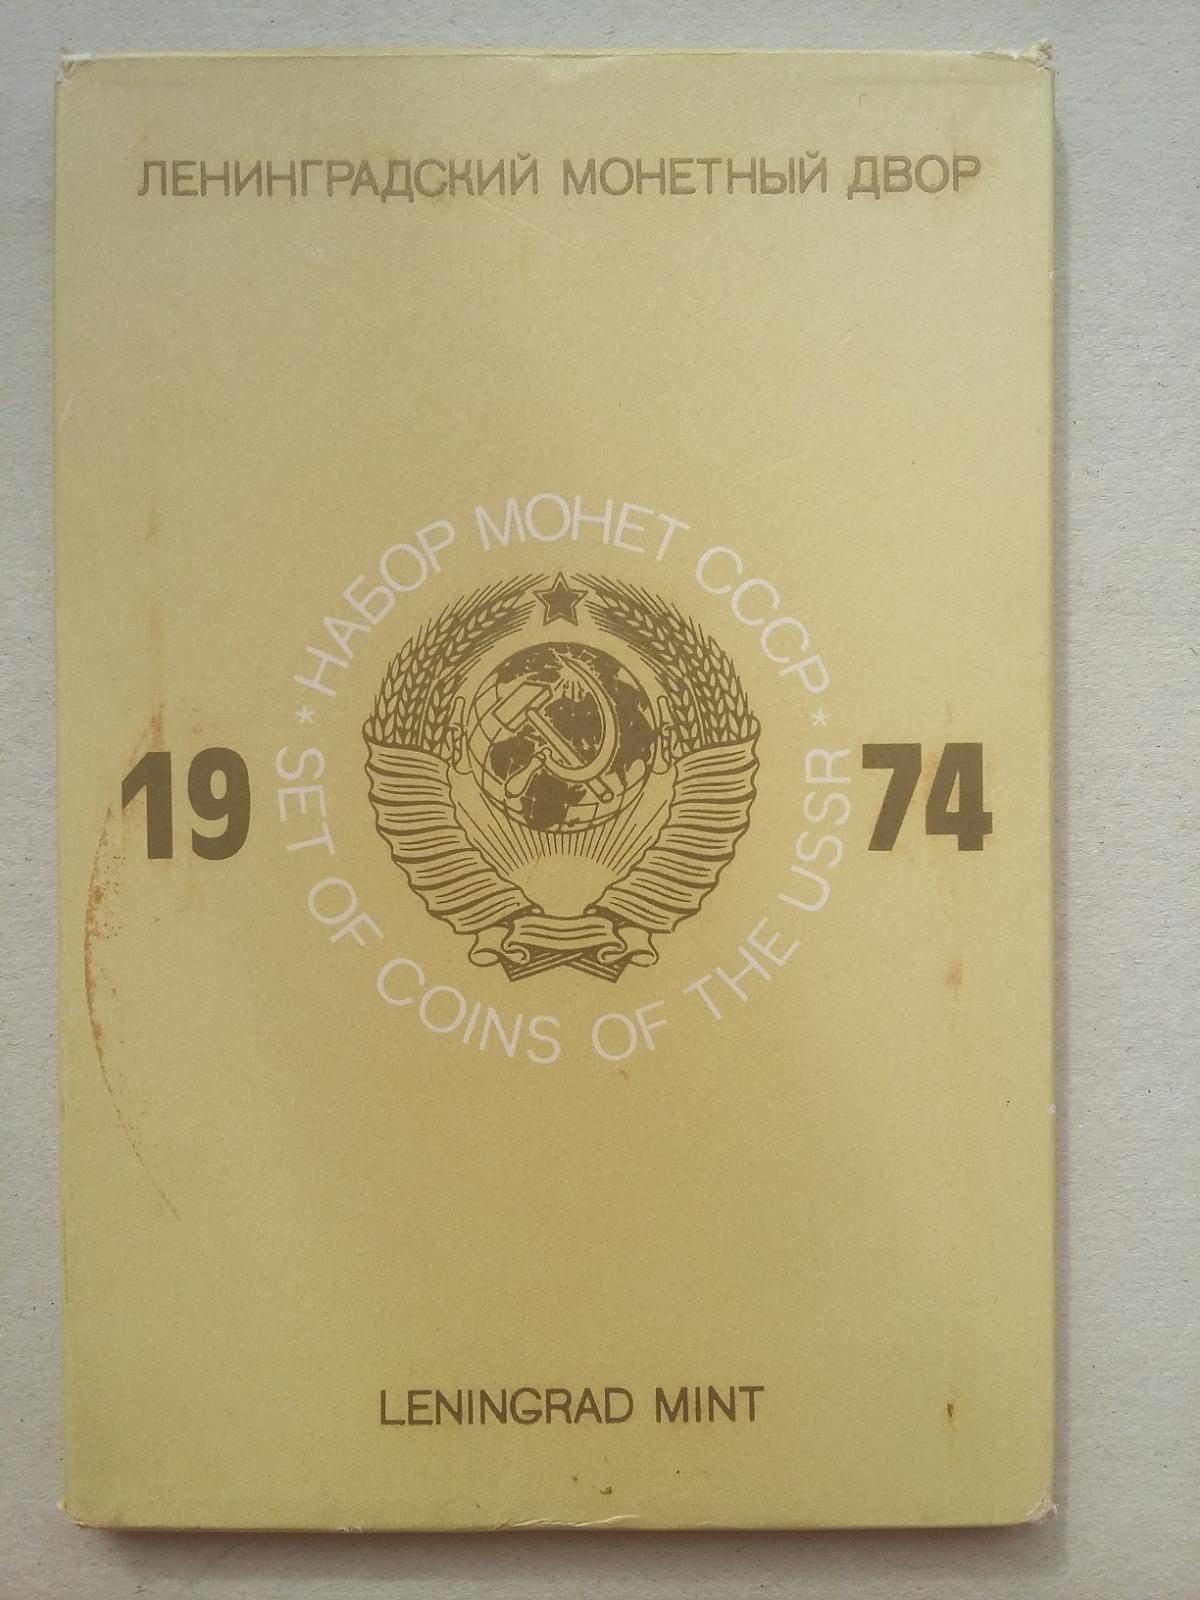 ЛЕНИНГРАДСКИЙ МОНЕТНЫЙ ДВОР
* НАБОР МОНЕТ СССР *
19 74
SET OF COINS OF THE USSR
LENINGRAD MINT